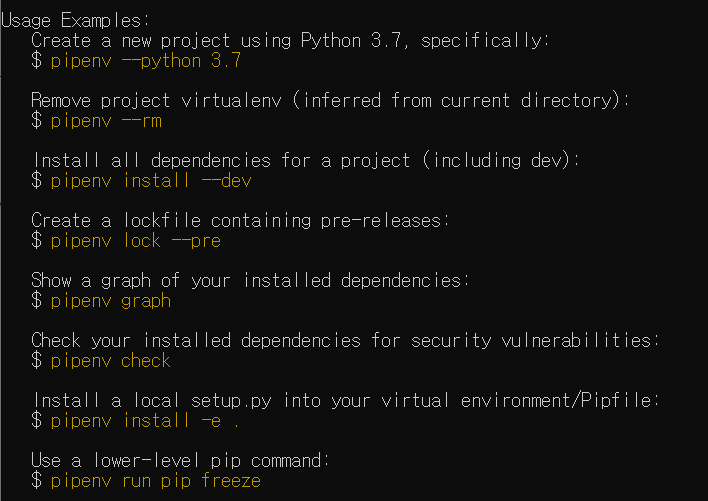 Usage Examples:
Create a new project using Python 3.7, specifically:
$ pipenv --python 3.7
Remove project virtualenv (inferred from current directory):
$ pipenv --rm
Install all dependencies for a project (including dev):
$ pipenv install --dev
Create a lockfile containing pre-releases:
$ pipenv lock --pre
Show a graph of your installed dependencies:
$ pipenv graph
Check your installed dependencies for security vulnerabilities:
$ pipenv check
Install a local setup.py into your virtual environment/Pipfile:
$ pipenv install -e .
Use a lower-level pip command:
$ pipenv run pip freeze